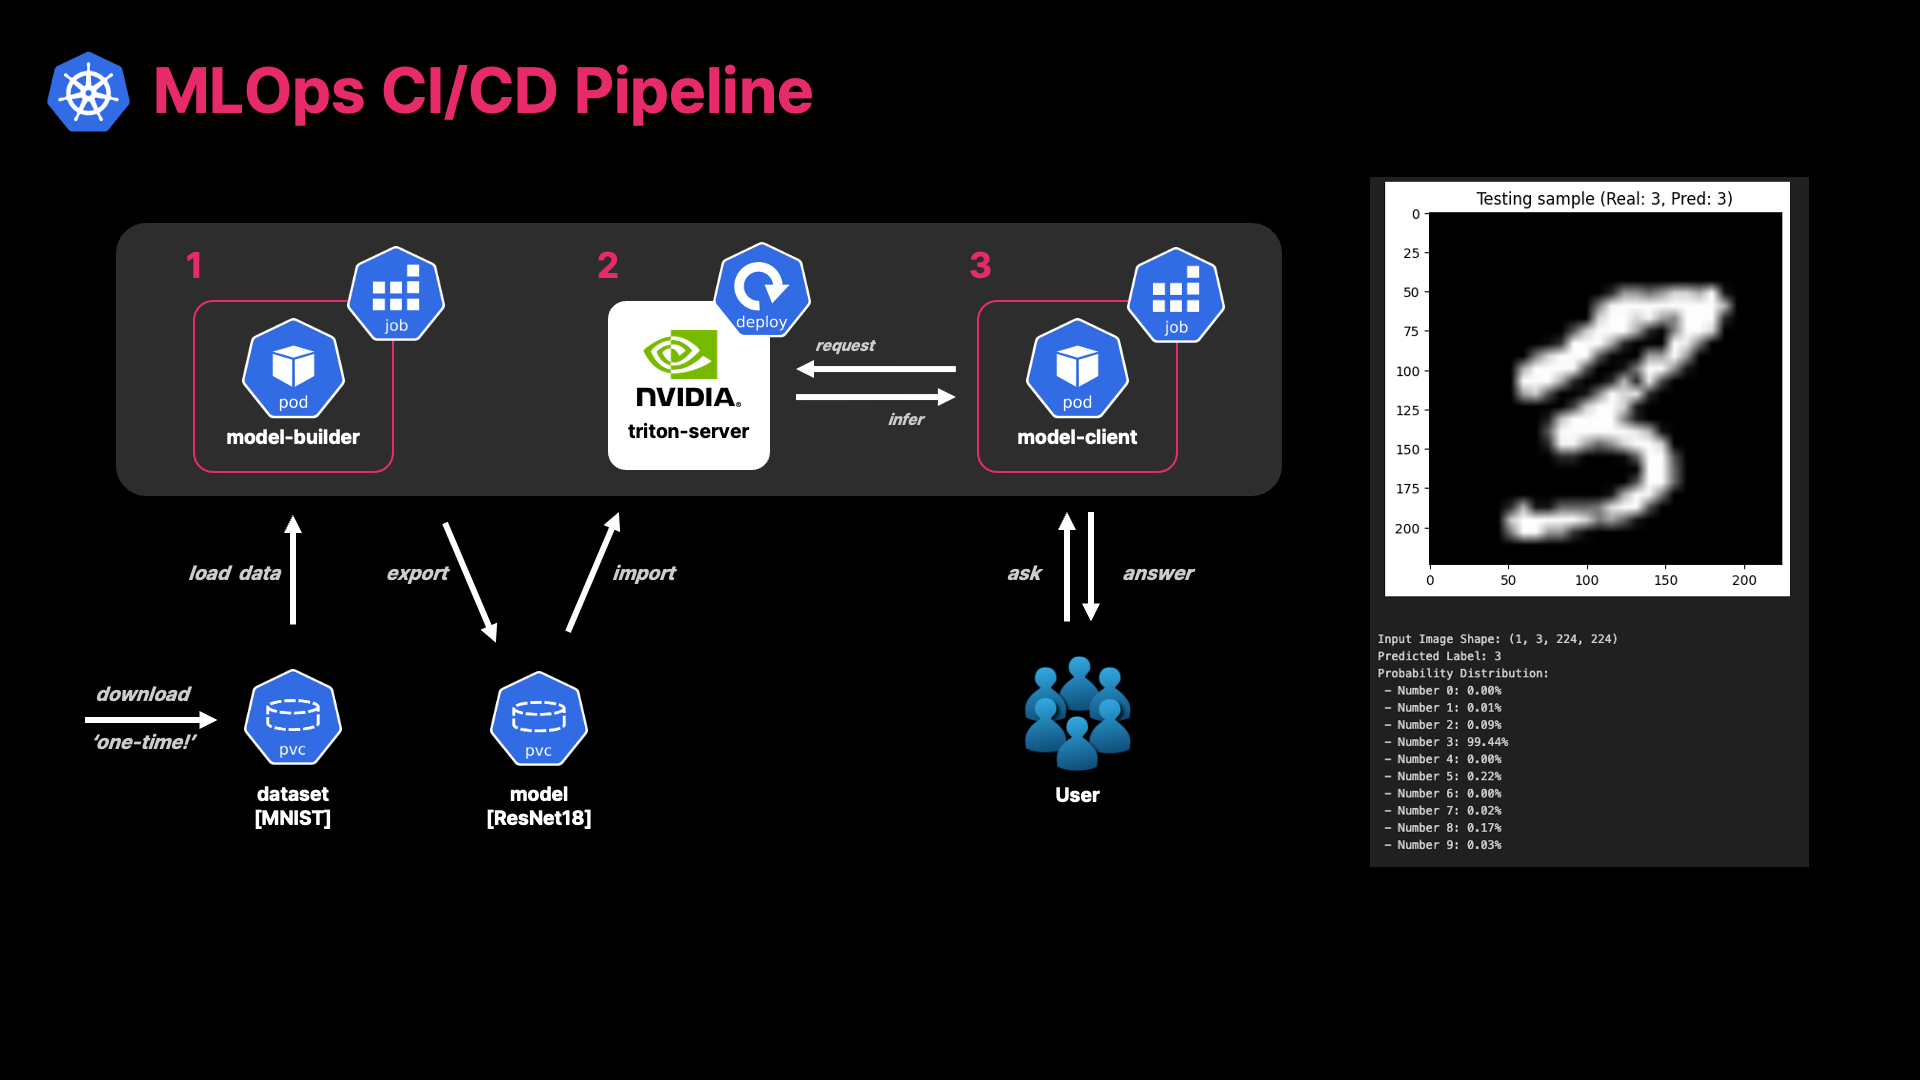 MLOps CI/CD Pipeline
1
job
pod
model-builder
2
deploy
NVIDIA®
triton-server
request
infer
3
job
pod
model-client
load data
export
import
ask
answer
download
‘one-time!’
pvc
dataset
[MNIST]
pvc
model
[ResNet18]
User
Testing sample (Real: 3, Pred: 3)
0
25
50
75
100
125
150
175
200
0 50 100 150 200
Input Image Shape: (1, 3, 224, 224)
Predicted Label: 3
Probability Distribution:
– Number 0: 0.00%
– Number 1: 0.01%
– Number 2: 0.09%
– Number 3: 99.44%
– Number 4: 0.00%
– Number 5: 0.22%
– Number 6: 0.00%
– Number 7: 0.02%
– Number 8: 0.17%
– Number 9: 0.03%